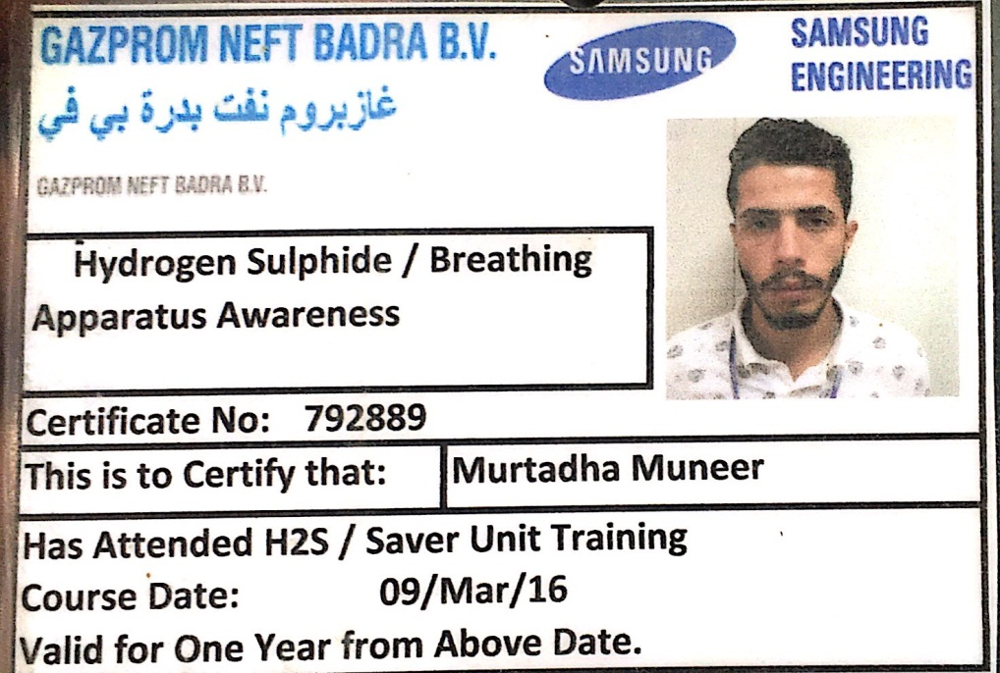 GAZPROM NEFT BADRA B.V.
SAMSUNG
SAMSUNG
ENGINEERING
غازبروم نفت بدرة بي في
GAZPROM NEFT BADRA B.V.
Hydrogen Sulphide / Breathing
Apparatus Awareness
Certificate No: 792889
This is to Certify that: Murtadha Muneer
Has Attended H2S / Saver Unit Training
Course Date: 09/Mar/16
Valid for One Year from Above Date.